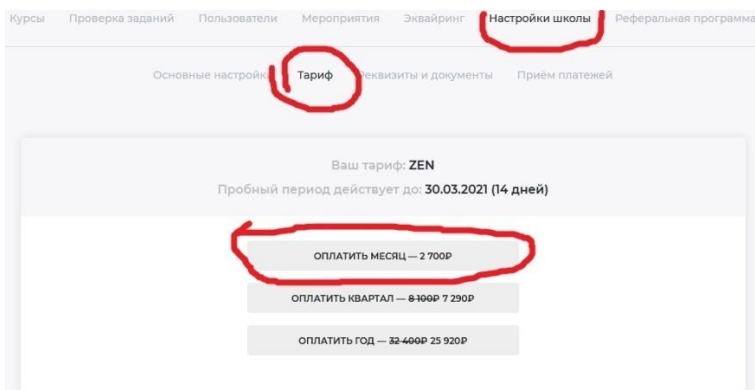 Курсы Проверка заданий Пользователи Мероприятия Эквайринг Настройки школы Реферальная программа
Основные настройки Тариф Реквизиты и документы Приём платежей
Ваш тариф: ZEN
Пробный период действует до: 30.03.2021 (14 дней)
ОПЛАТИТЬ МЕСЯЦ — 2 700₽
ОПЛАТИТЬ КВАРТАЛ — 8 100₽ 7 290₽
ОПЛАТИТЬ ГОД — 32 400₽ 25 920₽